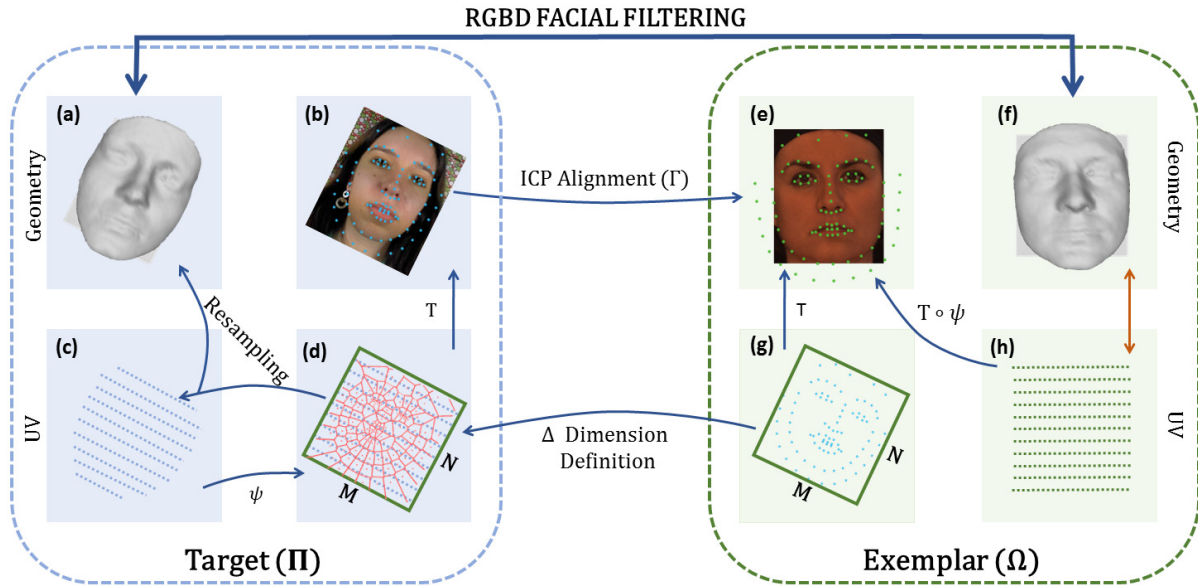 RGBD FACIAL FILTERING
(a)
(b)
(e)
(f)
Geometry
ICP Alignment (Γ)
Geometry
Resampling
T
T
T ∘ ψ
(c)
(d)
(g)
(h)
UV
Δ Dimension
Definition
UV
N
N
M
M
ψ
Target (Π)
Exemplar (Ω)